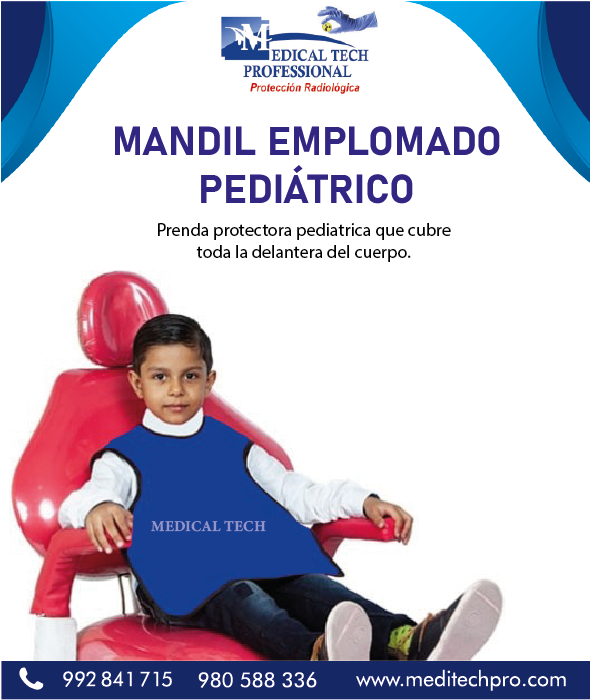 MEDICAL TECH
PROFESSIONAL
Protección Radiológica
MANDIL EMPLOMADO
PEDIÁTRICO
Prenda protectora pediatrica que cubre
toda la delantera del cuerpo.
MEDICAL TECH
992 841 715 980 588 336 www.meditechpro.com